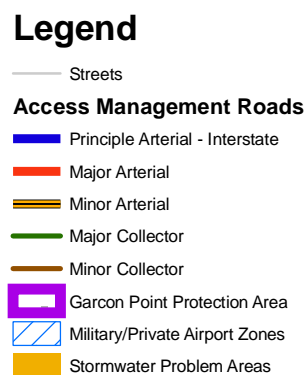 Legend
Streets
Access Management Roads
Principle Arterial - Interstate
Major Arterial
Minor Arterial
Major Collector
Minor Collector
Garcon Point Protection Area
Military/Private Airport Zones
Stormwater Problem Areas